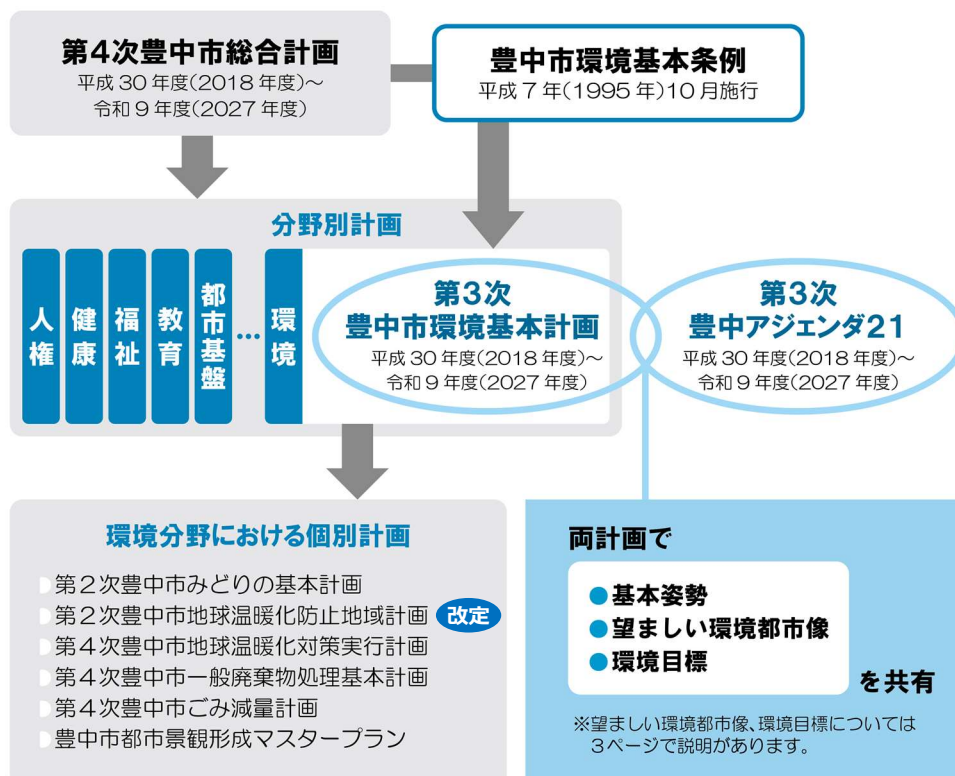 第4次豊中市総合計画
平成30年度(2018年度)~
令和9年度(2027年度)
豊中市環境基本条例
平成7年(1995年)10月施行
分野別計画
人権
健康
福祉
教育
都市基盤
…
環境
第3次
豊中市環境基本計画
平成30年度(2018年度)~
令和9年度(2027年度)
第3次
豊中アジェンダ21
平成30年度(2018年度)~
令和9年度(2027年度)
環境分野における個別計画
第2次豊中市みどりの基本計画
第2次豊中市地球温暖化防止地域計画 改定
第4次豊中市地球温暖化対策実行計画
第4次豊中市一般廃棄物処理基本計画
第4次豊中市ごみ減量計画
豊中市都市景観形成マスタープラン
両計画で
●基本姿勢
●望ましい環境都市像
●環境目標
を共有
※望ましい環境都市像、環境目標については
3ページで説明があります。